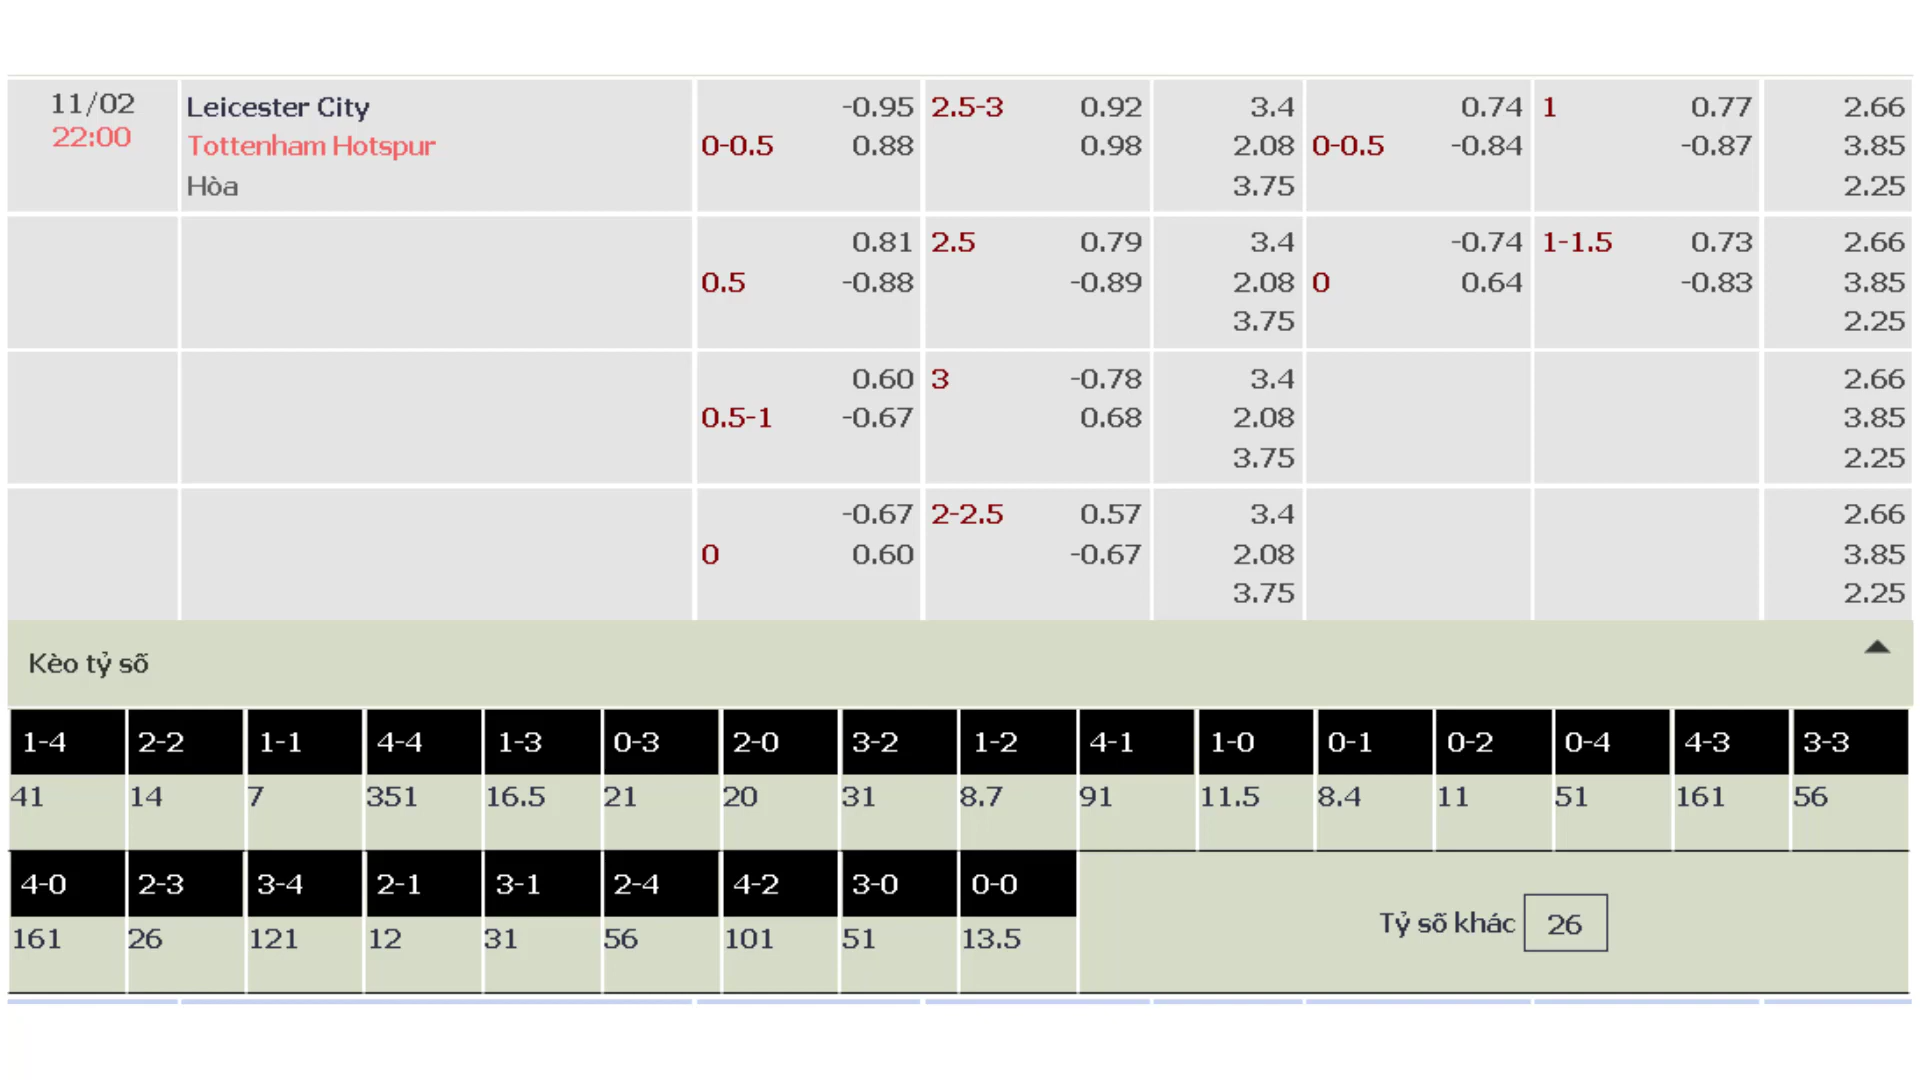 11/02 Leicester City -0.95 2.5-3 0.92 3.4 0.74 1 0.77 2.66
22:00 Tottenham Hotspur 0-0.5 0.88 0.98 2.08 0-0.5 -0.84 -0.87 3.85
Hòa 3.75 2.25
0.81 2.5 0.79 3.4 -0.74 1-1.5 0.73 2.66
0.5 -0.88 -0.89 2.08 0 0.64 -0.83 3.85
3.75 2.25
0.60 3 -0.78 3.4 2.66
0.5-1 -0.67 0.68 2.08 3.85
3.75 2.25
-0.67 2-2.5 0.57 3.4 2.66
0 0.60 -0.67 2.08 3.85
3.75 2.25
Kèo tỷ số
1-4 2-2 1-1 4-4 1-3 0-3 2-0 3-2 1-2 4-1 1-0 0-1 0-2 0-4 4-3 3-3
41 14 7 351 16.5 21 20 31 8.7 91 11.5 8.4 11 51 161 56
4-0 2-3 3-4 2-1 3-1 2-4 4-2 3-0 0-0
Tỷ số khác 26
161 26 121 12 31 56 101 51 13.5